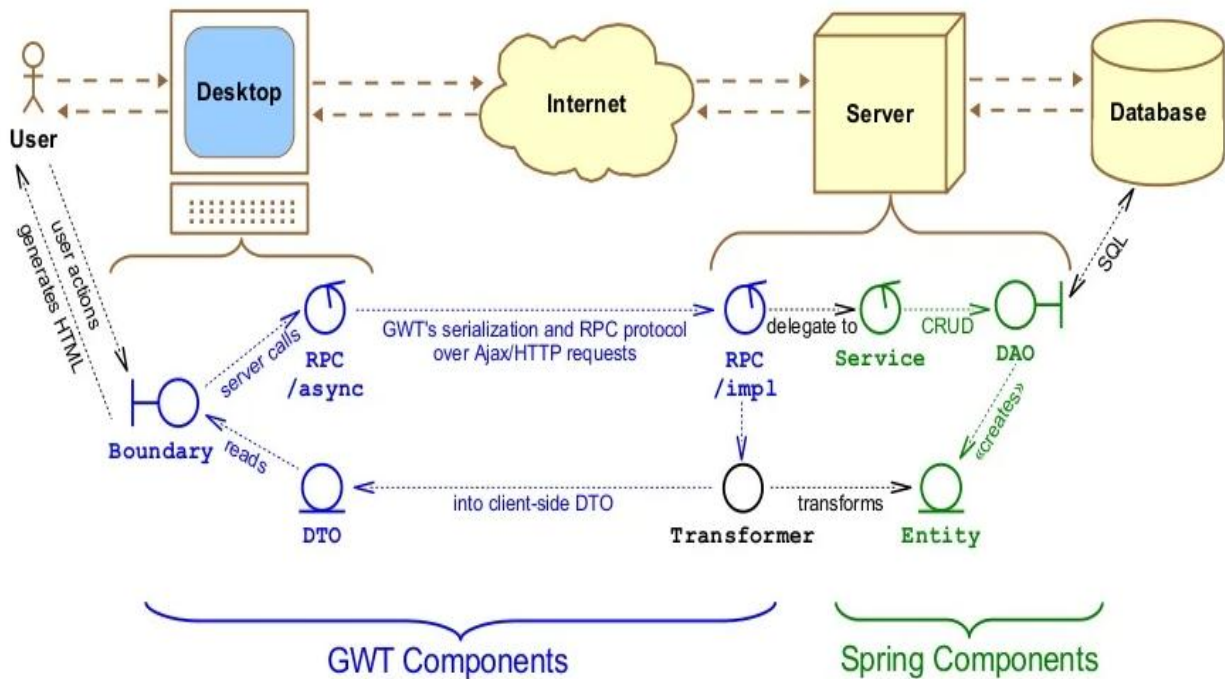 Desktop
Internet
Server
Database
User
user actions
generates HTML
SQL
server calls
RPC
/async
GWT's serialization and RPC protocol
over Ajax/HTTP requests
RPC
/impl
delegate to
Service
CRUD
DAO
Boundary
reads
«creates»
DTO
into client-side DTO
Transformer
transforms
Entity
GWT Components
Spring Components